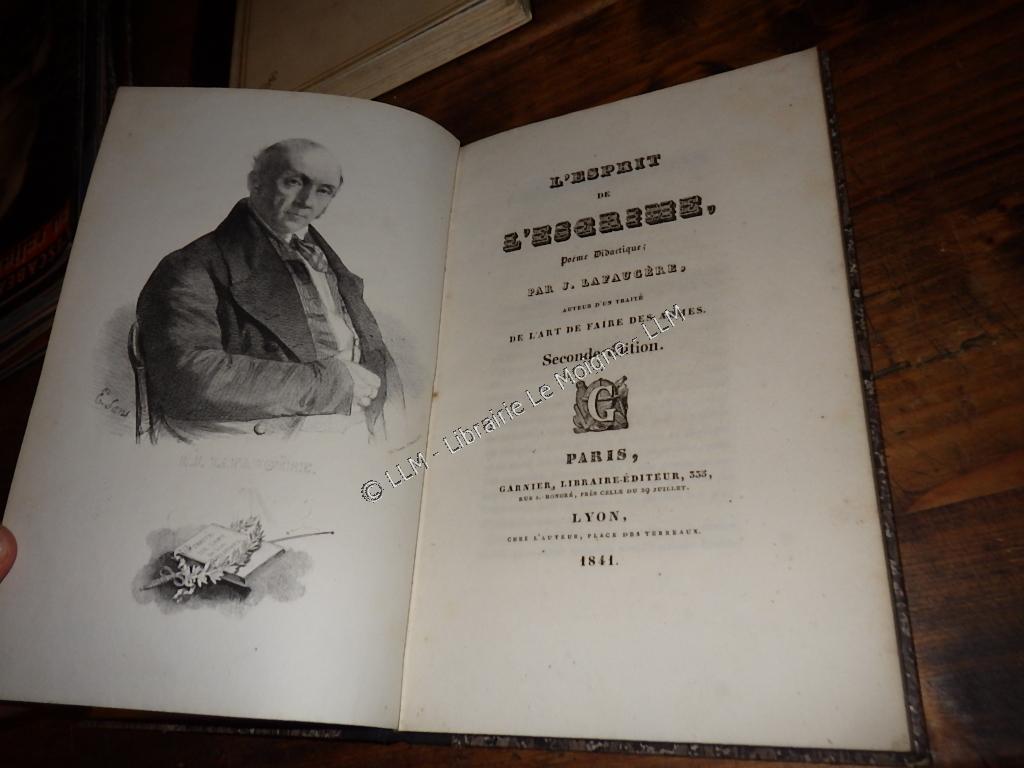 L'ESPRIT
DE
L'ESCRIME,
Poème Didactique;
PAR J. LAFAUGÈRE,
AUTEUR D'UN TRAITÉ
DE L'ART DE FAIRE DES ARMES.
Seconde Édition.
G
PARIS,
GARNIER, LIBRAIRE-ÉDITEUR, 333,
RUE S.-HONORÉ, PRÈS CELLE DU 29 JUILLET.
LYON,
CHEZ L'AUTEUR, PLACE DES TERREAUX.
1841.
© LLM - Librairie Le Moigne - LLM